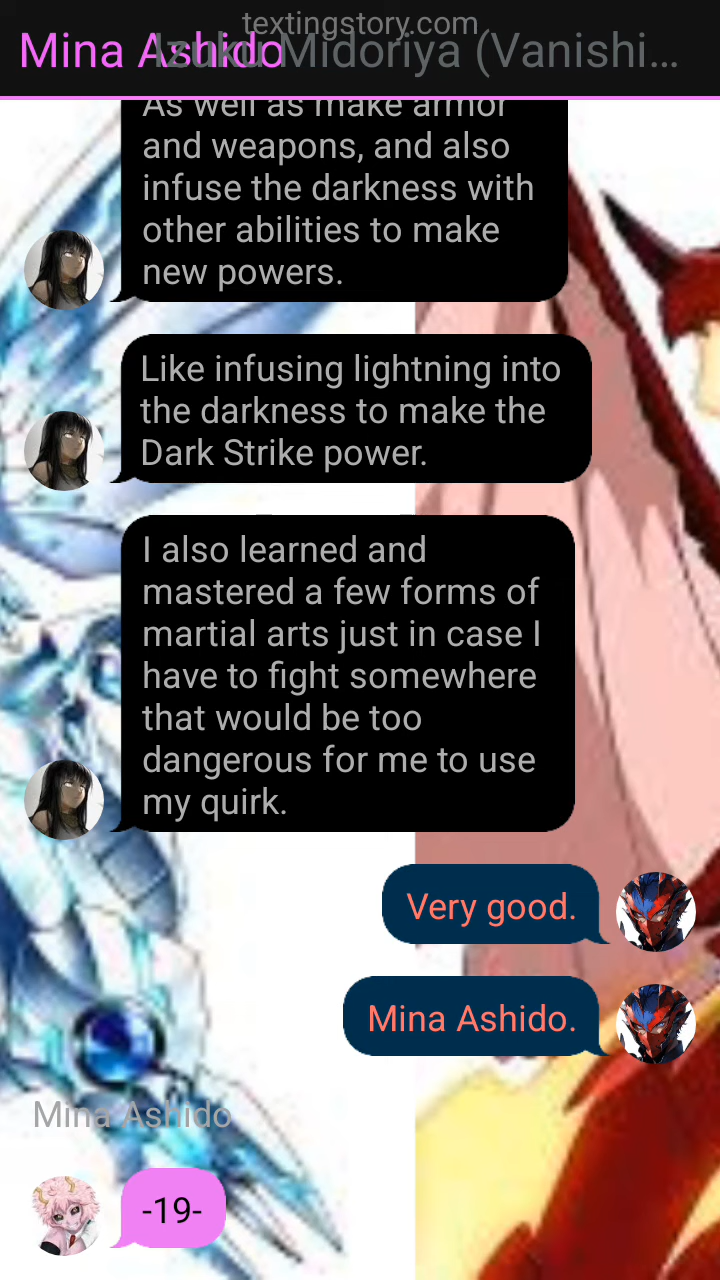 textingstory.com
Mina Ashido
Izuku Midoriya (Vanishi...
As well as make armor
and weapons, and also
infuse the darkness with
other abilities to make
new powers.
Like infusing lightning into
the darkness to make the
Dark Strike power.
I also learned and
mastered a few forms of
martial arts just in case I
have to fight somewhere
that would be too
dangerous for me to use
my quirk.
Very good.
Mina Ashido.
Mina Ashido
-19-